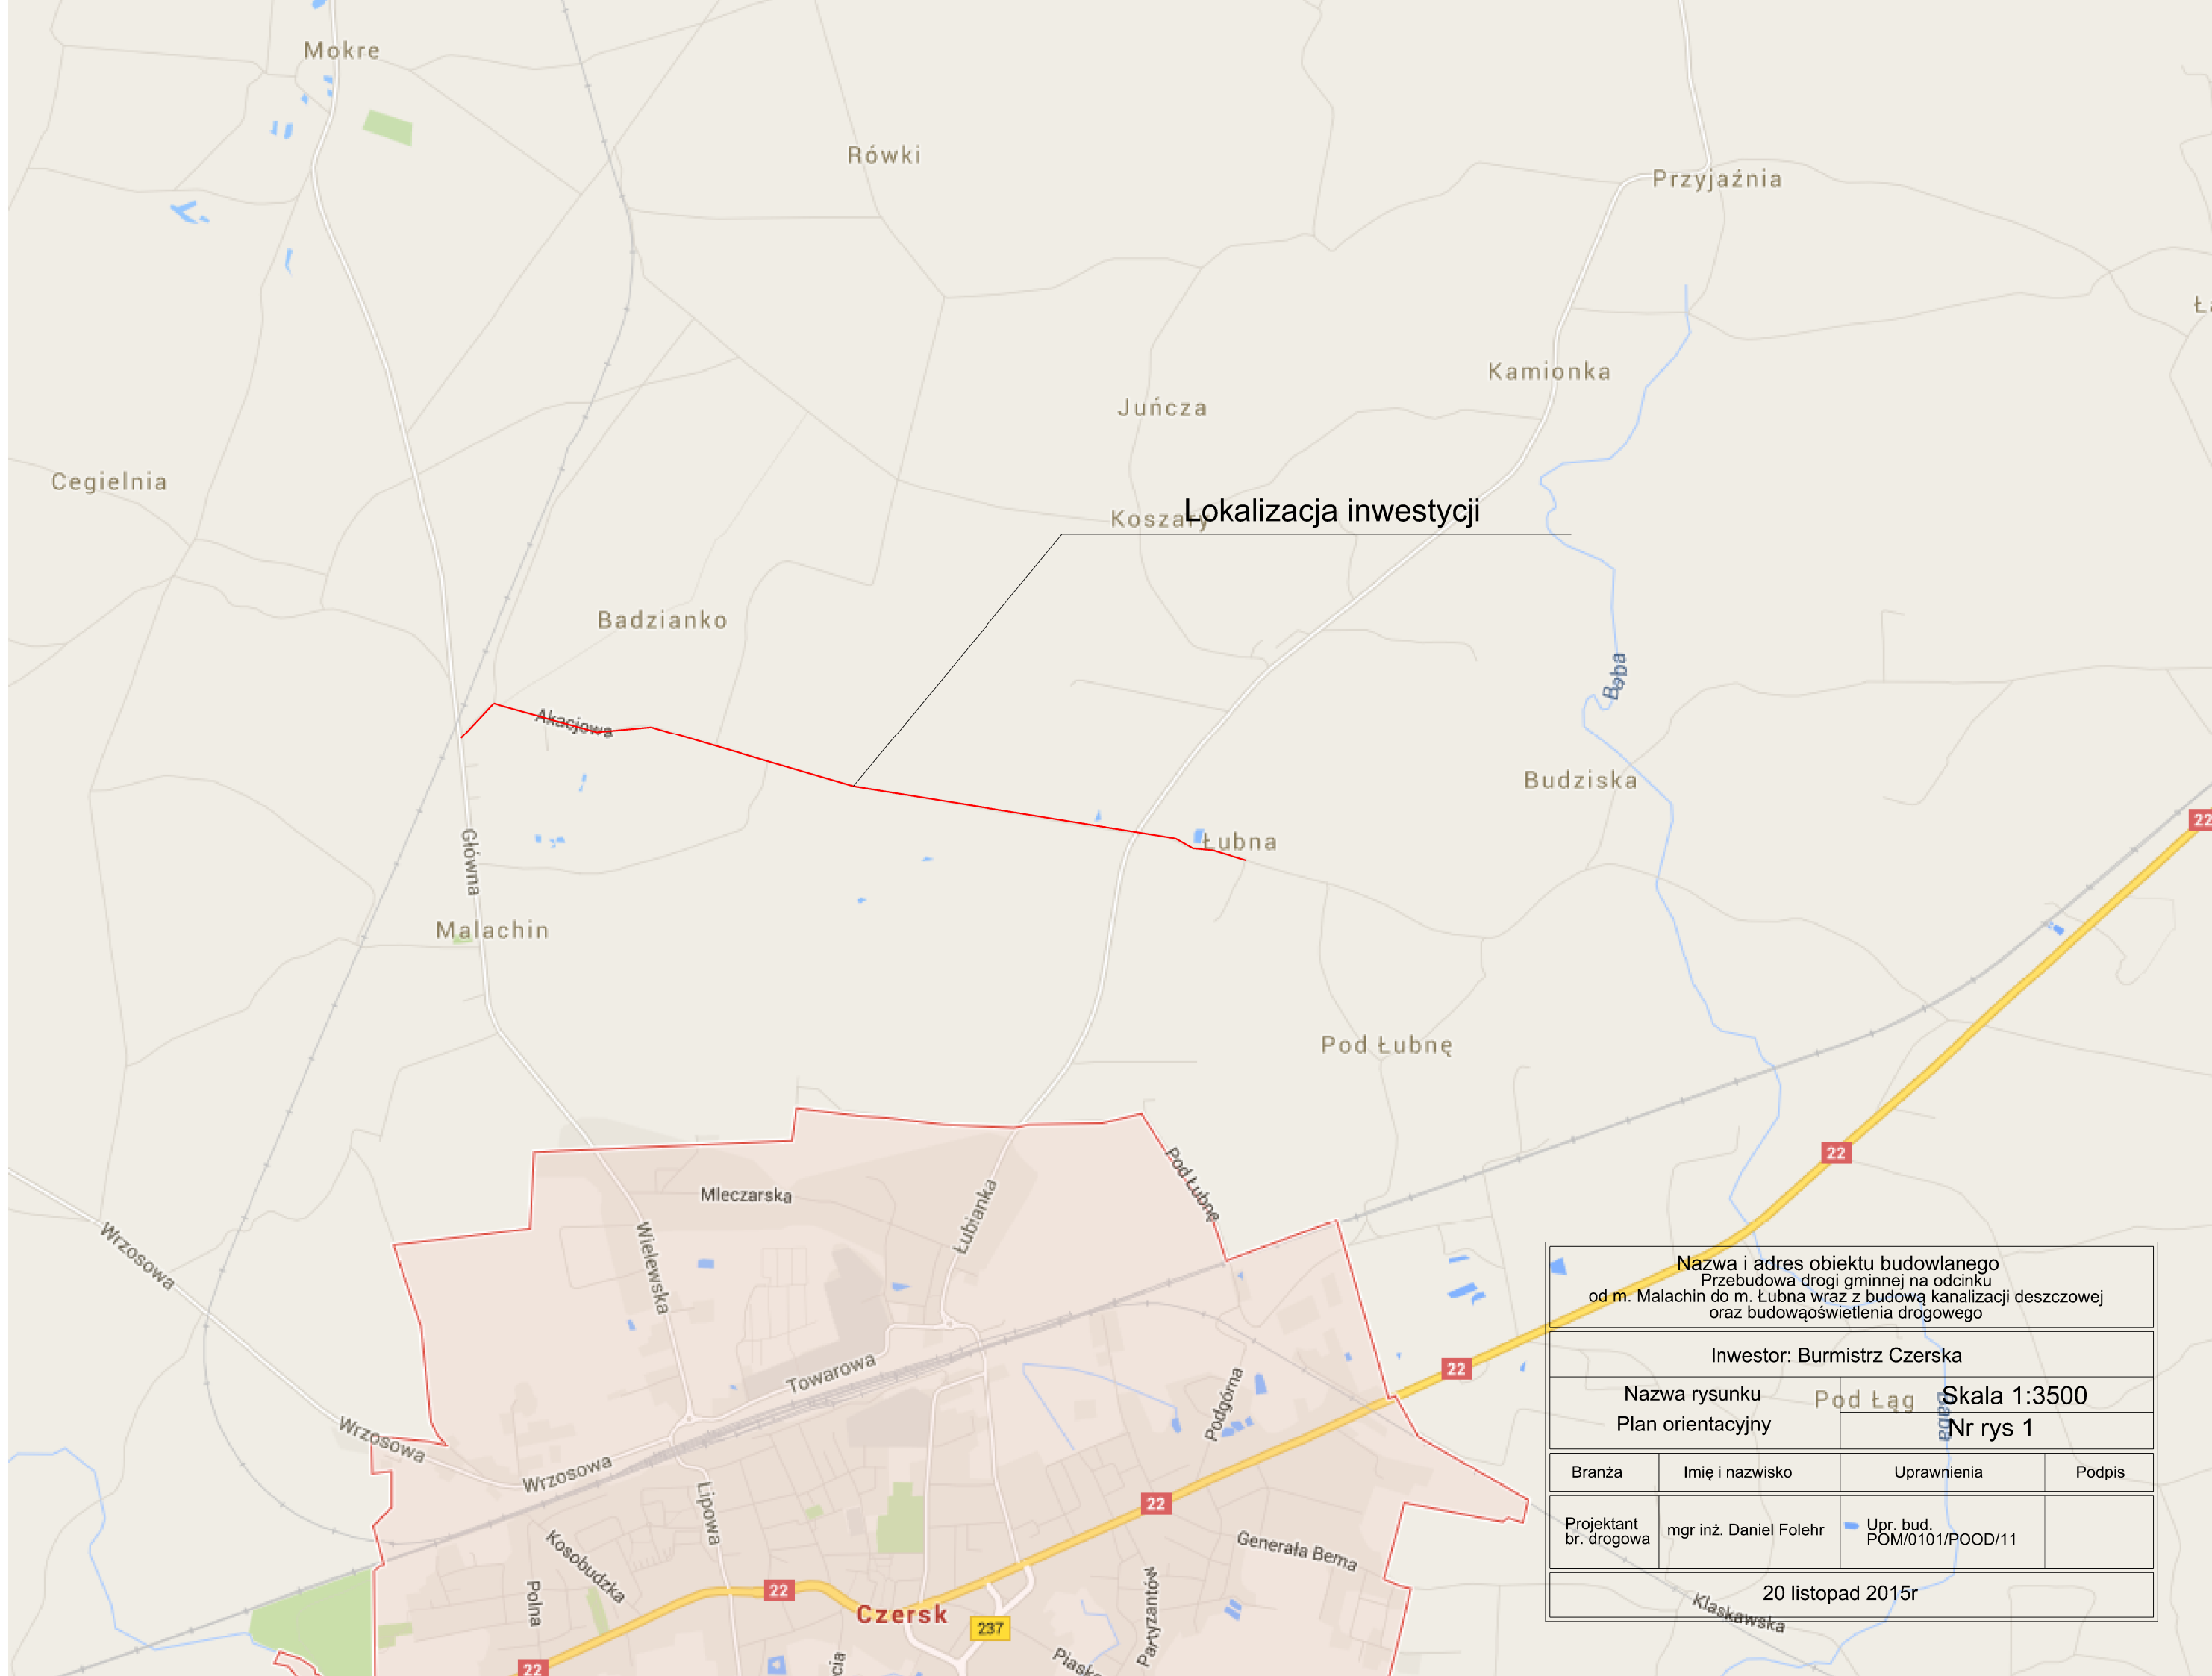 Mokre
Rówki
Przyjaźnia
Kamionka
Juńcza
Cegielnia
Koszary
Lokalizacja inwestycji
Badzianko
Bęba
Akacjowa
Budziska
22
Łubna
Główna
Malachin
Pod Łubnę
22
Pod Łubnę
Mleczarska
Łubianka
Wielewska
Wrzosowa
Towarowa
22
Podgórna
Wrzosowa
Wrzosowa
Lipowa
22
Kosobudzka
Generała Bema
Polna
22
Czersk
237
Partyzantów
22
Klaskawska
Pod Łąg
Nazwa i adres obiektu budowlanego
Przebudowa drogi gminnej na odcinku
od m. Malachin do m. Łubna wraz z budową kanalizacji deszczowej
oraz budowąoświetlenia drogowego
Inwestor: Burmistrz Czerska
Nazwa rysunku
Plan orientacyjny
Skala 1:3500
Nr rys 1
Branża Imię i nazwisko Uprawnienia Podpis
Projektant
br. drogowa
mgr inż. Daniel Folehr
Upr. bud.
POM/0101/POOD/11
20 listopad 2015r